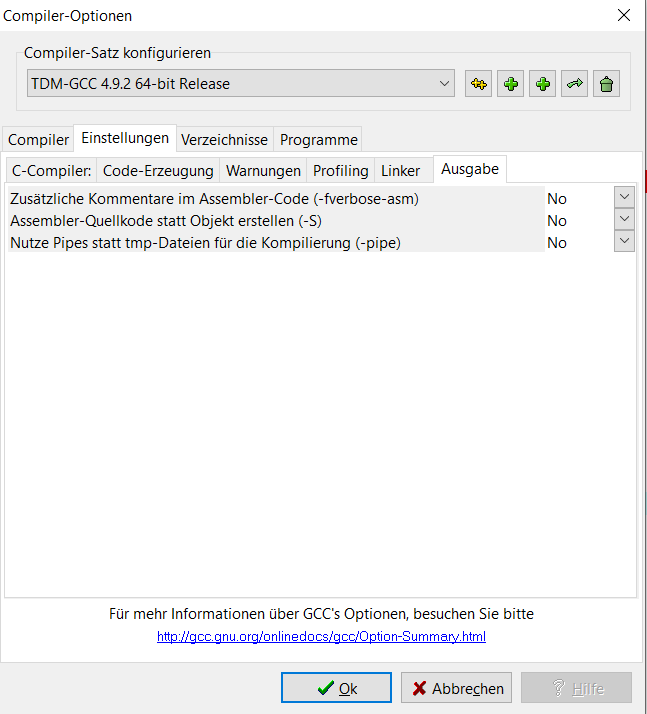 Compiler-Optionen
Compiler-Satz konfigurieren
TDM-GCC 4.9.2 64-bit Release
Compiler Einstellungen Verzeichnisse Programme
C-Compiler: Code-Erzeugung Warnungen Profiling Linker Ausgabe
Zusätzliche Kommentare im Assembler-Code (-fverbose-asm) No
Assembler-Quellkode statt Objekt erstellen (-S) No
Nutze Pipes statt tmp-Dateien für die Kompilierung (-pipe) No
Für mehr Informationen über GCC's Optionen, besuchen Sie bitte
http://gcc.gnu.org/onlinedocs/gcc/Option-Summary.html
Ok Abbrechen Hilfe